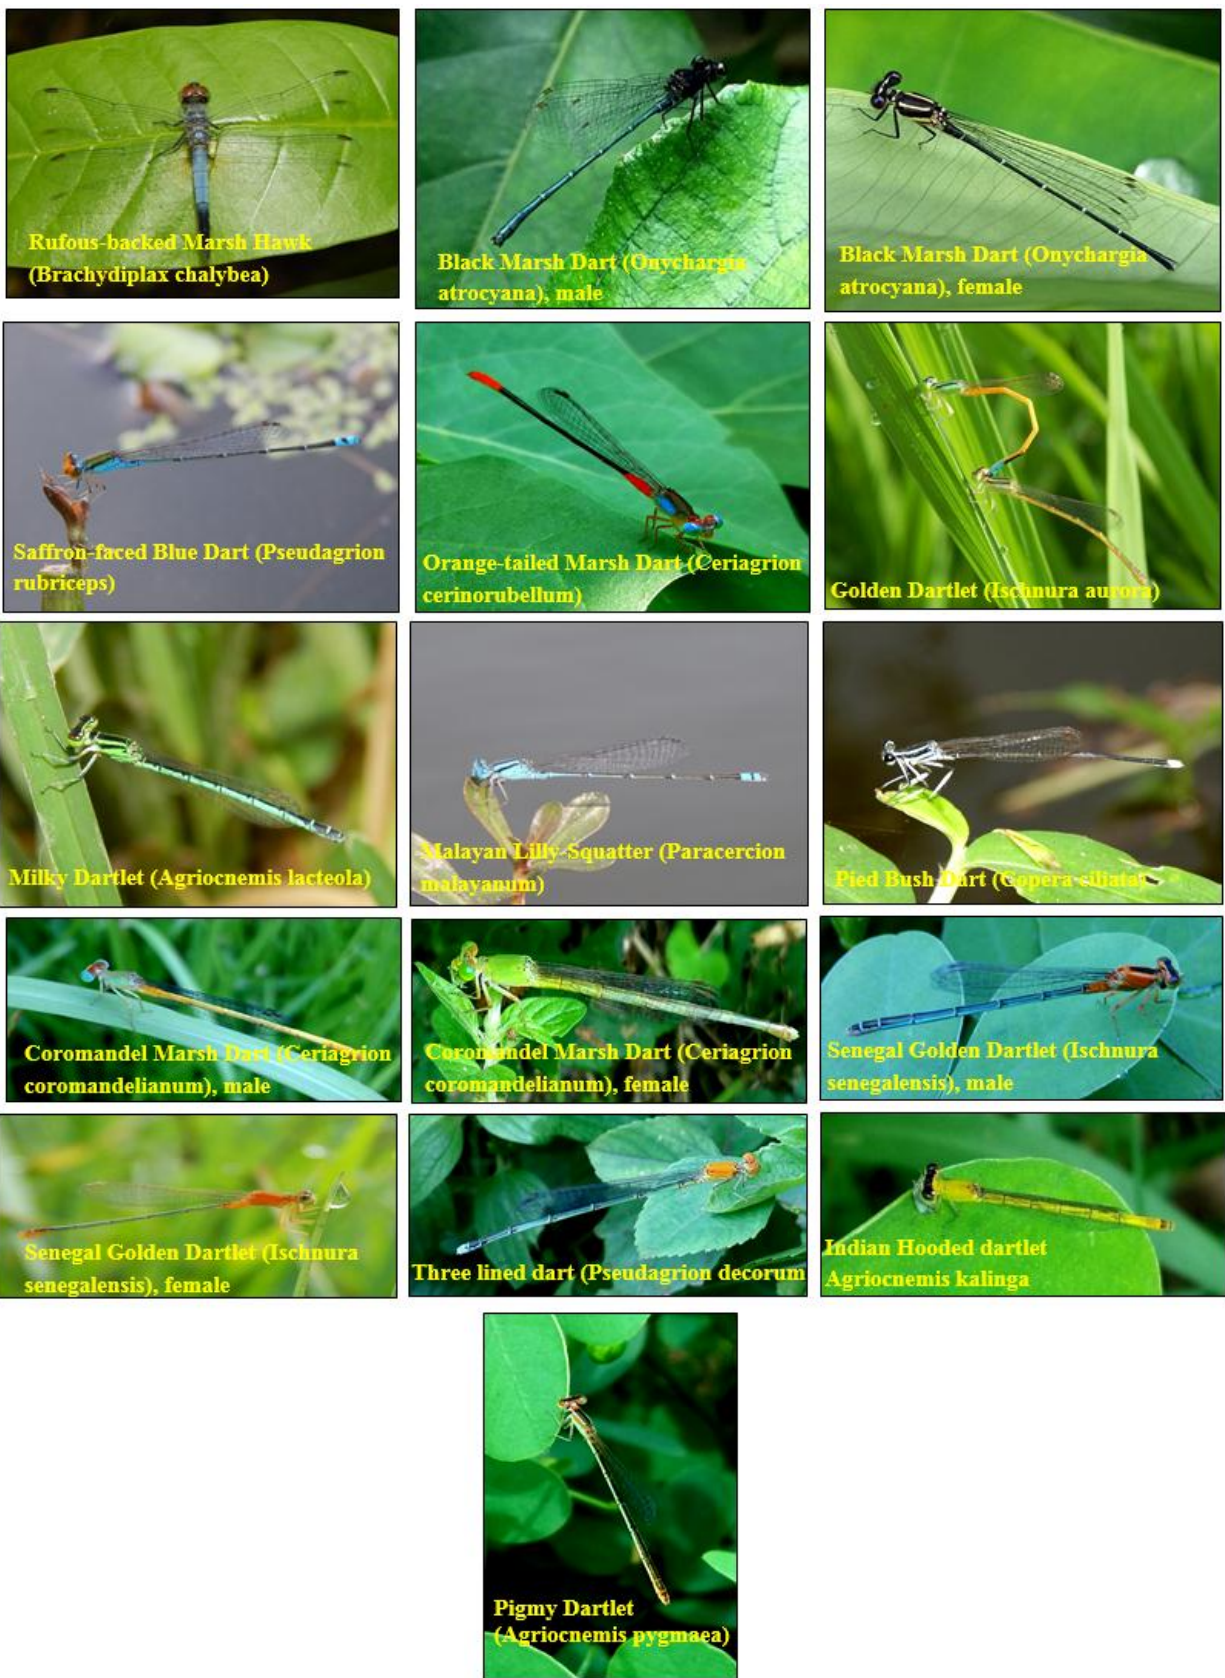 Rufous-backed Marsh Hawk
(Brachydiplax chalybea)
Black Marsh Dart (Onychargia
atrocyana), male
Black Marsh Dart (Onychargia
atrocyana), female
Saffron-faced Blue Dart (Pseudagrion
rubriceps)
Orange-tailed Marsh Dart (Ceriagrion
cerinorubellum)
Golden Dartlet (Ischnura aurora)
Milky Dartlet (Agriocnemis lacteola)
Malayan Lilly-Squatter (Paracercion
malayanum)
Pied Bush Dart (Copera ciliata)
Coromandel Marsh Dart (Ceriagrion
coromandelianum), male
Coromandel Marsh Dart (Ceriagrion
coromandelianum), female
Senegal Golden Dartlet (Ischnura
senegalensis), male
Senegal Golden Dartlet (Ischnura
senegalensis), female
Three lined dart (Pseudagrion decorum
Indian Hooded dartlet
Agriocnemis kalinga
Pigmy Dartlet
(Agriocnemis pygmaea)